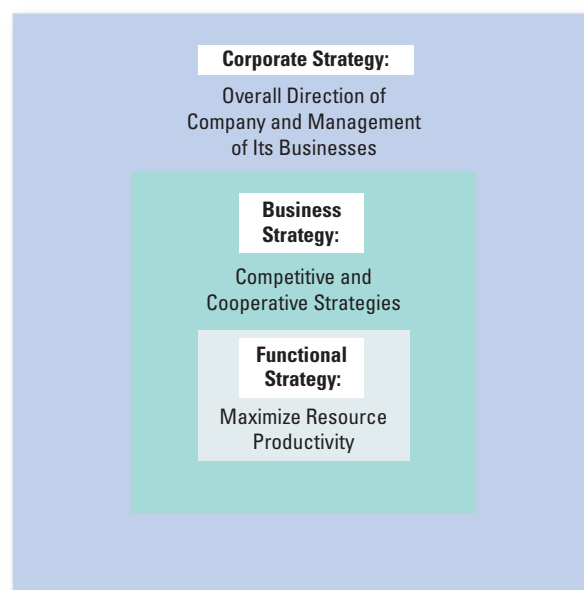 Corporate Strategy:
Overall Direction of
Company and Management
of Its Businesses
Business
Strategy:
Competitive and
Cooperative Strategies
Functional
Strategy:
Maximize Resource
Productivity